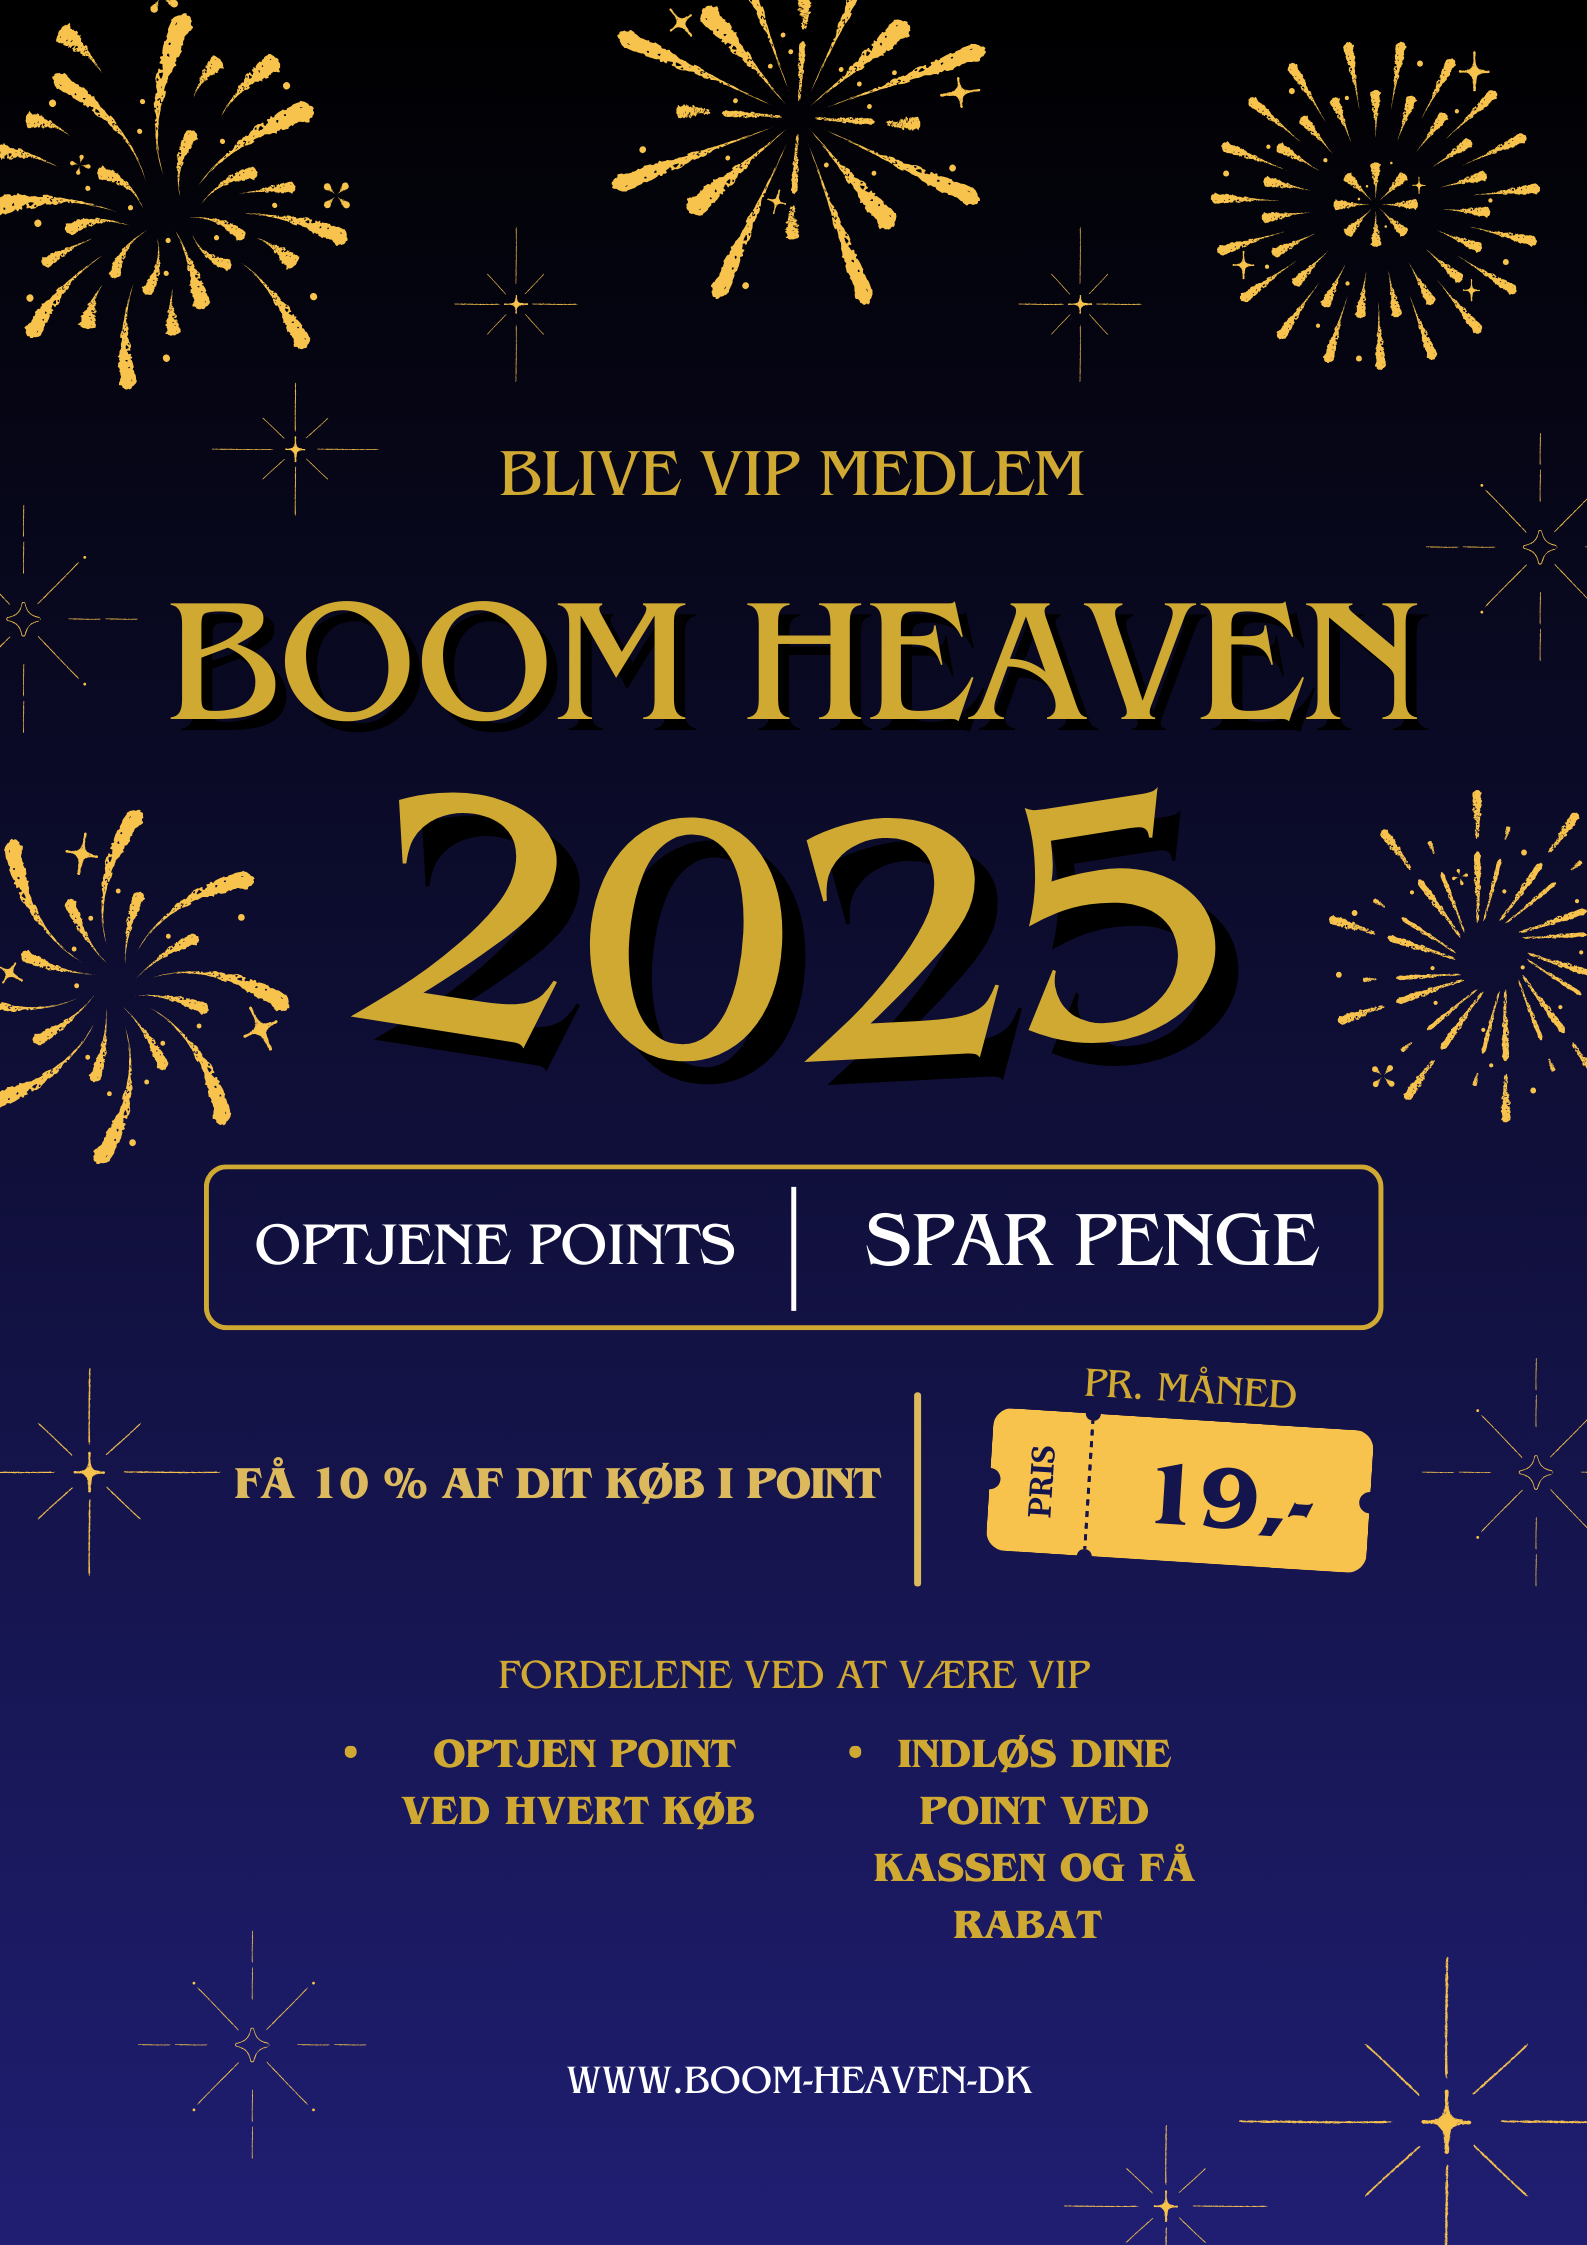 BLIVE VIP MEDLEM
BOOM HEAVEN
2025
OPTJENE POINTS
SPAR PENGE
FÅ 10 % AF DIT KØB I POINT
PR. MÅNED
PRIS
19,-
FORDELENE VED AT VÆRE VIP
• OPTJEN POINT
VED HVERT KØB
• INDLØS DINE
POINT VED
KASSEN OG FÅ
RABAT
WWW.BOOM-HEAVEN-DK